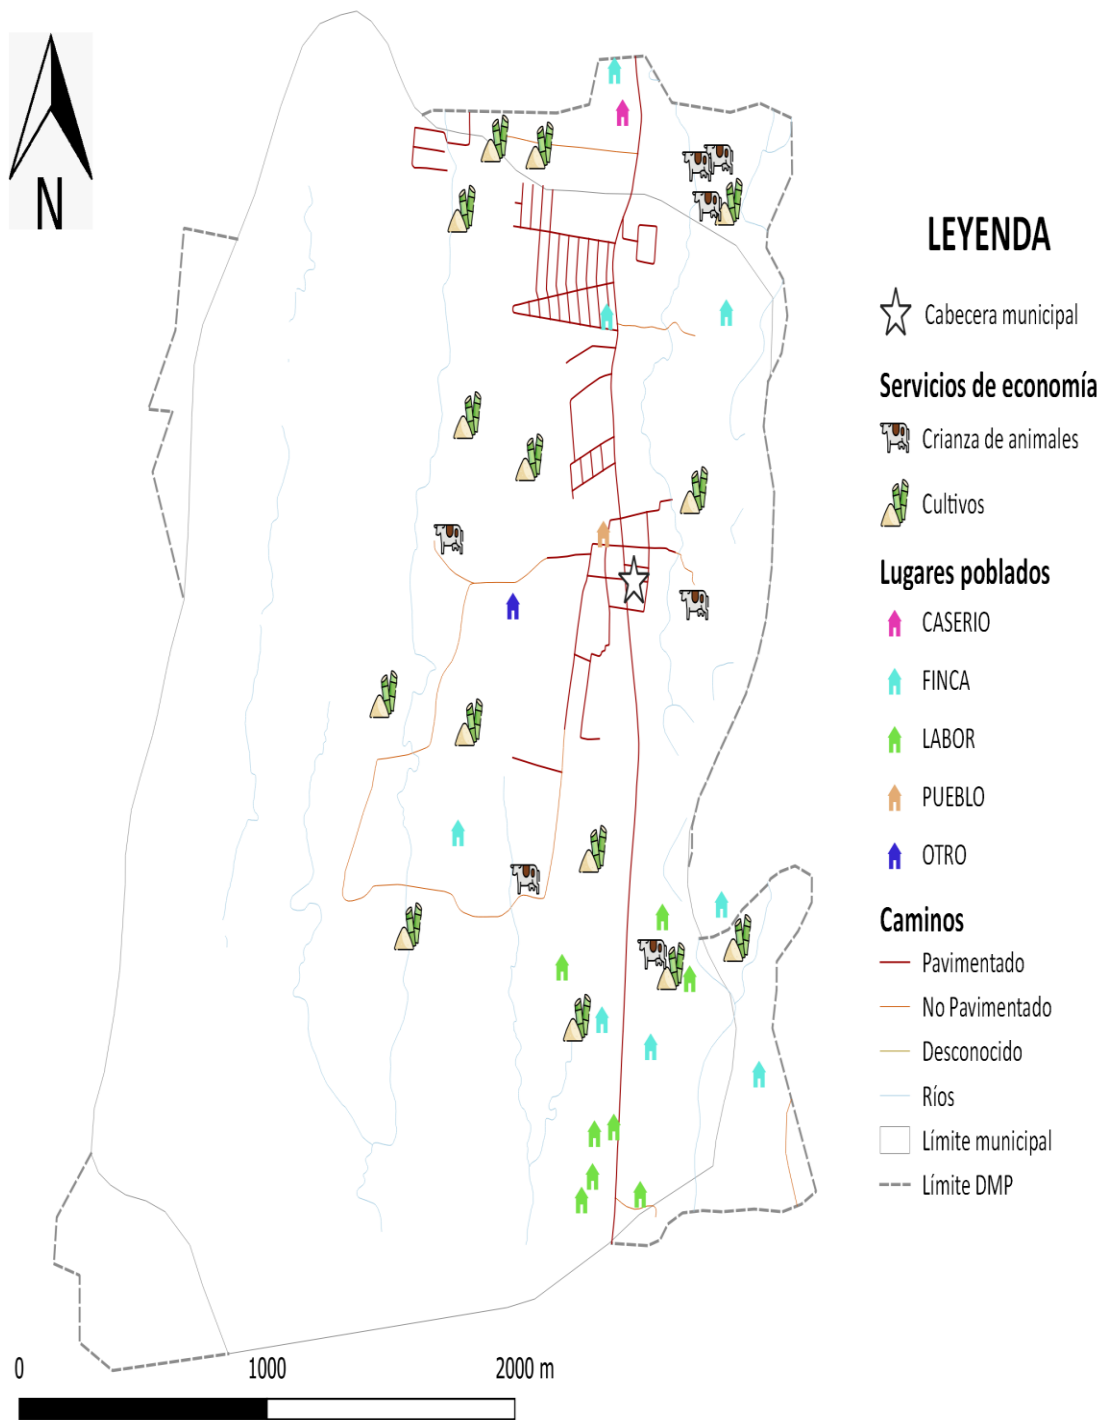 N
LEYENDA
Cabecera municipal
Servicios de economía
Crianza de animales
Cultivos
Lugares poblados
CASERIO
FINCA
LABOR
PUEBLO
OTRO
Caminos
Pavimentado
No Pavimentado
Desconocido
Ríos
Límite municipal
Límite DMP
0 1000 2000 m